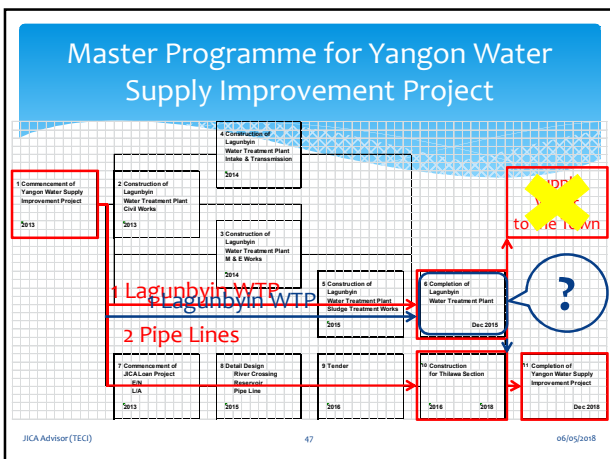 Master Programme for Yangon Water
Supply Improvement Project
4 Construction of
Lagunbyin
Water Treatment Plant
Intake & Transmission
2014
1 Commencement of
Yangon Water Supply
Improvement Project
2013
2 Construction of
Lagunbyin
Water Treatment Plant
Civil Works
2013
to the Town
3 Construction of
Lagunbyin
Water Treatment Plant
M & E Works
2014
5 Construction of
Lagunbyin
Water Treatment Plant
Sludge Treatment Works
2015
6 Completion of
Lagunbyin
Water Treatment Plant
Dec 2015
?
1 Lagunbyin WTP
1 Lagunbyin WTP
2 Pipe Lines
7 Commencement of
JICA Loan Project
E/N
L/A
2013
8 Detail Design
River Crossing
Reservoir
Pipe Line
2015
9 Tender
2016
10 Construction
for Thilawa Section
2016 2018
11 Completion of
Yangon Water Supply
Improvement Project
Dec 2018
JICA Advisor (TECI)
47
06/05/2018